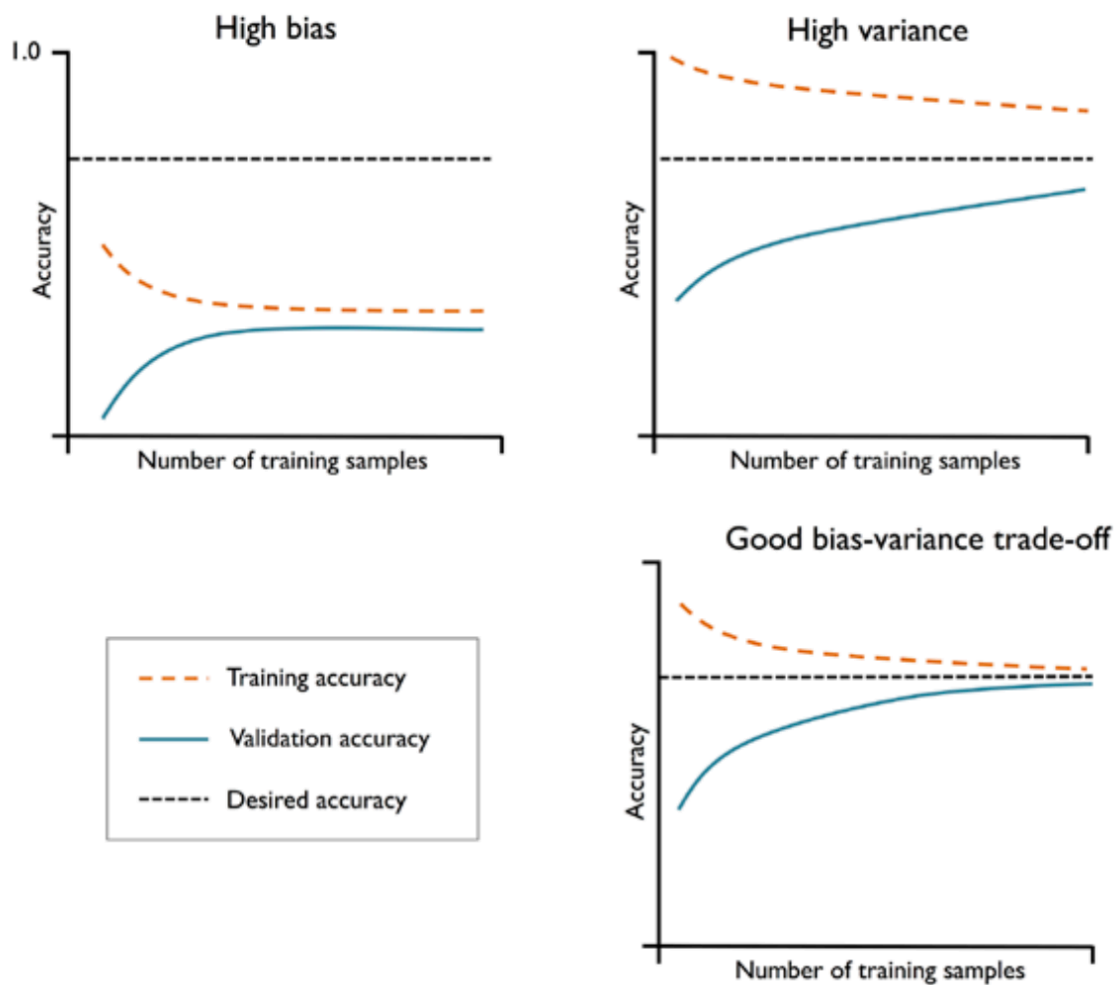 High bias
1.0
Accuracy
Number of training samples
High variance
Accuracy
Number of training samples
Training accuracy
Validation accuracy
Desired accuracy
Good bias-variance trade-off
Accuracy
Number of training samples